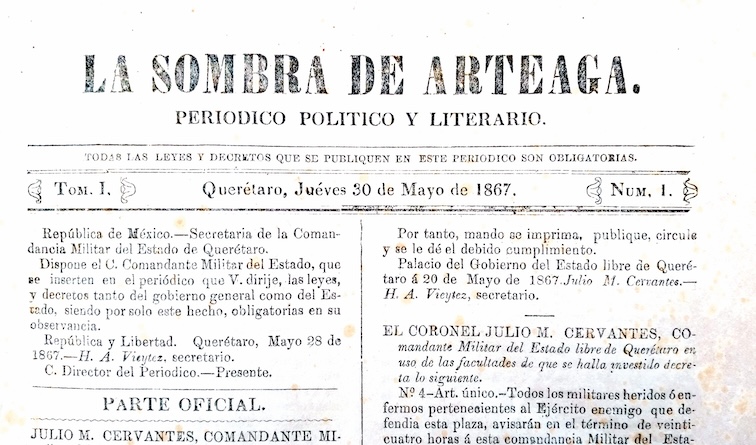 LA SOMBRA DE ARTEAGA.
PERIODICO POLITICO Y LITERARIO.
TODAS LAS LEYES Y DECRETOS QUE SE PUBLIQUEN EN ESTE PERIODICO SON OBLIGATORIAS.
Tom. I. Querétaro, Juéves 30 de Mayo de 1867. Num. 1.
República de México.—Secretaria de la Coman-
dancia Militar del Estado de Querétaro.
Dispone el C. Comandante Militar del Estado, que
se inserten en el periódico que V. dirije, las leyes,
y decretos tanto del gobierno general como del Es-
tado, siendo por solo este hecho, obligatorias en su
observancia.
República y Libertad. Querétaro, Mayo 28 de
1867.—H. A. Vieytez. secretario.
C. Director del Periodico.—Presente.
PARTE OFICIAL.
JULIO M. CERVANTES, COMANDANTE MI-
Por tanto, mando se imprima, publique, circule
y se le dé el debido cumplimiento.
Palacio del Gobierno del Estado libre de Queré-
taro á 20 de Mayo de 1867. Julio M. Cervantes.—
H. A. Vieytez, secretario.
EL CORONEL JULIO M. CERVANTES, CO-
mandante Militar del Estado libre de Querétaro en
uso de las facultades de que se halla investido decre-
ta lo siguiente.
Nº 4—Art. único.—Todos los militares heridos ó en-
fermos pertenecientes al Ejército enemigo que de-
fendia esta plaza, avisarán en el término de veinti-
cuatro horas á esta comandancia Militar del Esta-